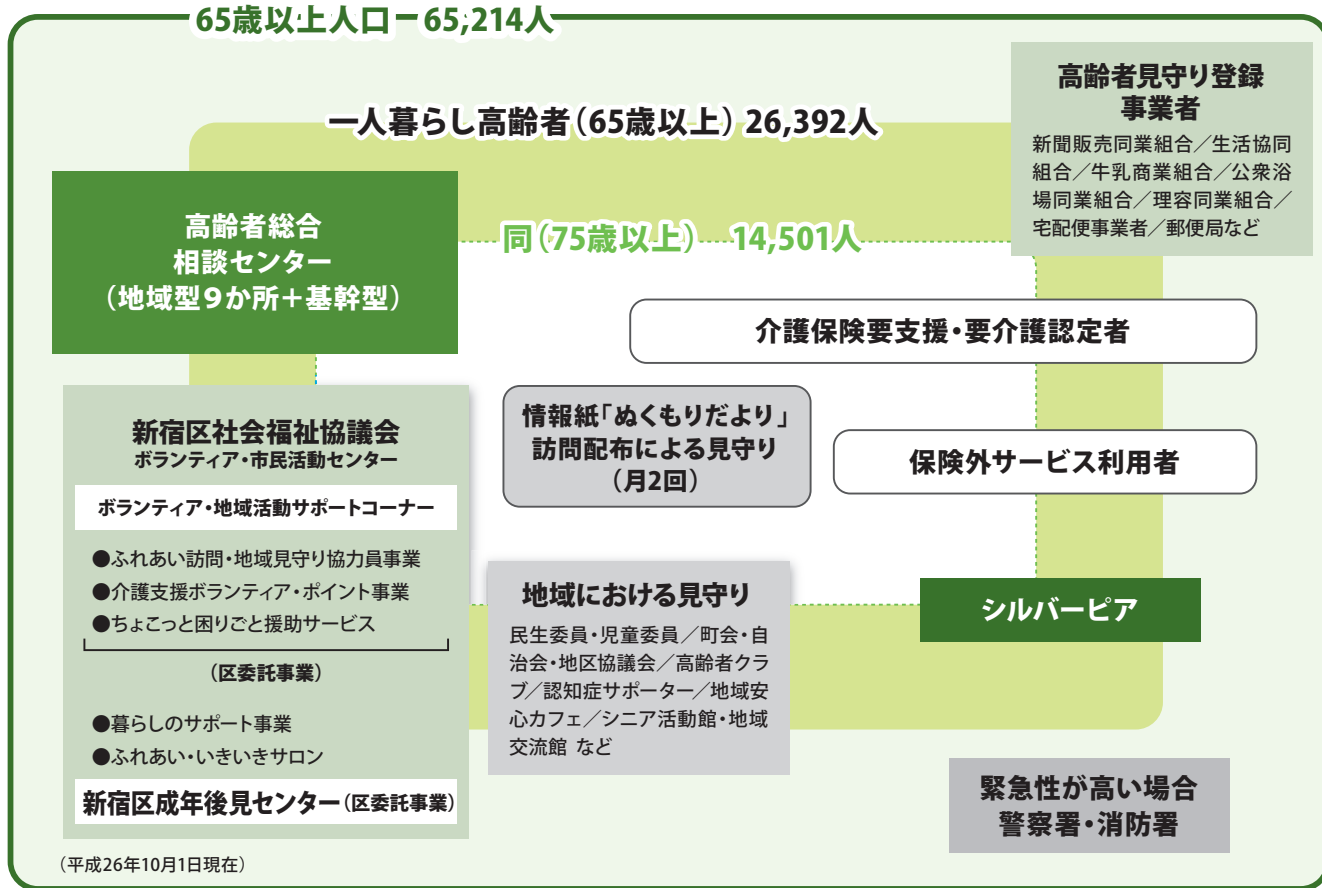 65歳以上人口 65,214人
一人暮らし高齢者（65歳以上）26,392人
同（75歳以上） 14,501人
高齢者見守り登録
事業者
新聞販売同業組合／生活協同
組合／牛乳商業組合／公衆浴
場同業組合／理容同業組合／
宅配便事業者／郵便局など
高齢者総合
相談センター
（地域型９か所＋基幹型）
介護保険要支援・要介護認定者
情報紙「ぬくもりだより」
訪問配布による見守り
（月2回）
保険外サービス利用者
新宿区社会福祉協議会
ボランティア・市民活動センター
ボランティア・地域活動サポートコーナー
●ふれあい訪問・地域見守り協力員事業
●介護支援ボランティア・ポイント事業
●ちょこっと困りごと援助サービス
（区委託事業）
●暮らしのサポート事業
●ふれあい・いきいきサロン
新宿区成年後見センター（区委託事業）
地域における見守り
民生委員・児童委員／町会・自
治会・地区協議会／高齢者クラ
ブ／認知症サポーター／地域安
心カフェ／シニア活動館・地域
交流館 など
シルバーピア
緊急性が高い場合
警察署・消防署
（平成26年10月1日現在）